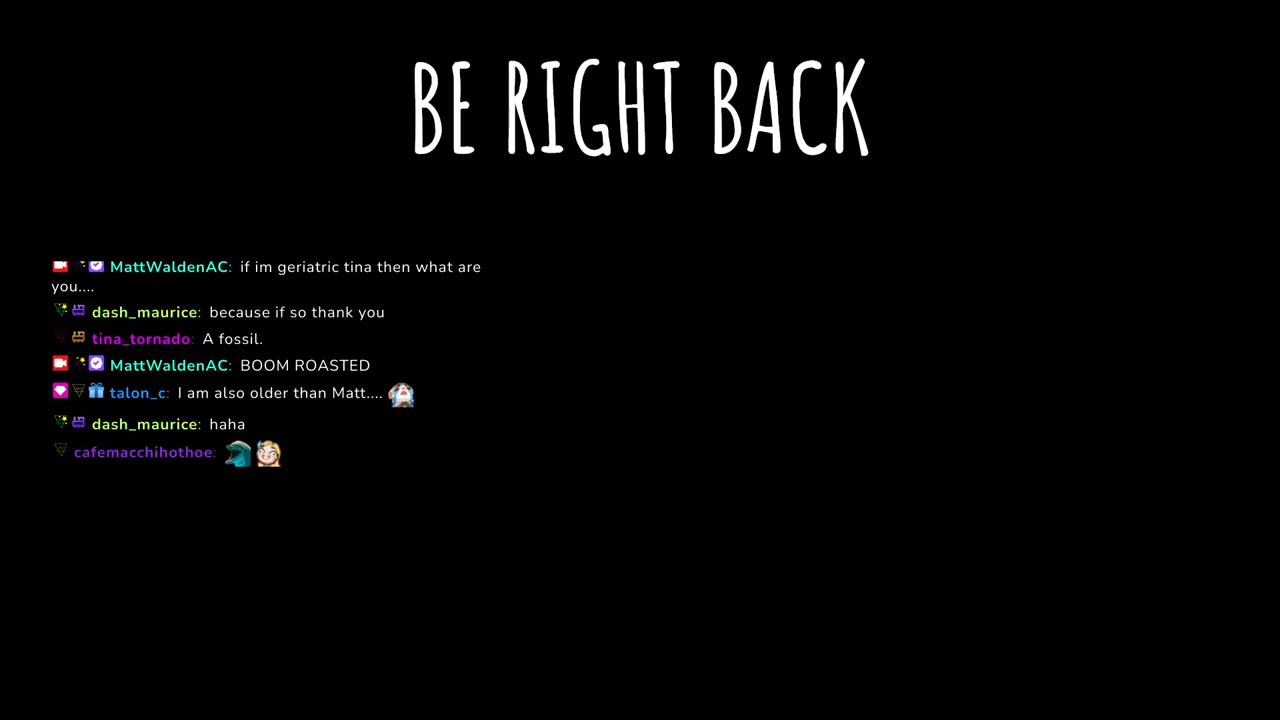 BE RIGHT BACK
MattWaldenAC: if im geriatric tina then what are
you....
dash_maurice: because if so thank you
tina_tornado: A fossil.
MattWaldenAC: BOOM ROASTED
talon_c: I am also older than Matt....
dash_maurice: haha
cafemacchihothoe: